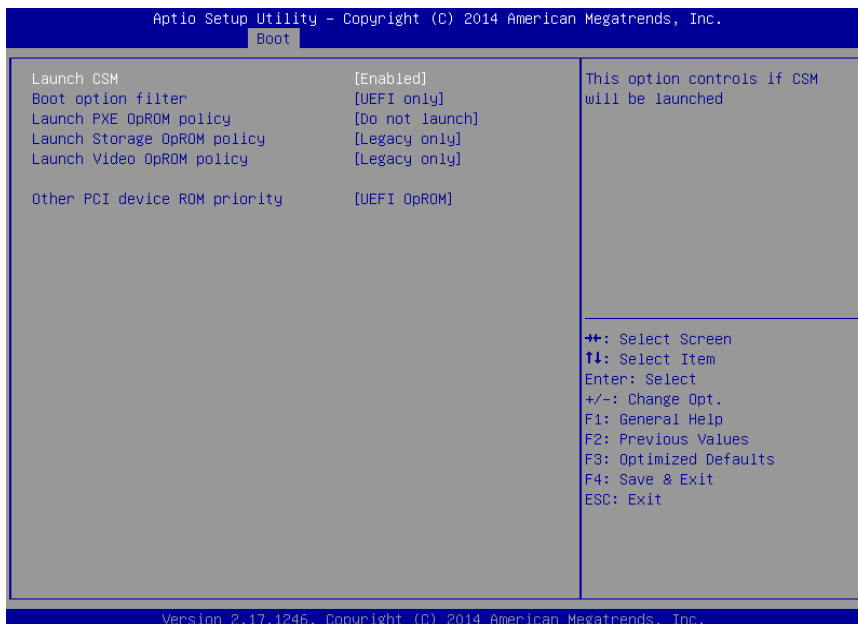 Aptio Setup Utility – Copyright (C) 2014 American Megatrends, Inc.
Boot
Launch CSM [Enabled]
Boot option filter [UEFI only]
Launch PXE OpROM policy [Do not launch]
Launch Storage OpROM policy [Legacy only]
Launch Video OpROM policy [Legacy only]
Other PCI device ROM priority [UEFI OpROM]
This option controls if CSM
will be launched
→←: Select Screen
↑↓: Select Item
Enter: Select
+/-: Change Opt.
F1: General Help
F2: Previous Values
F3: Optimized Defaults
F4: Save & Exit
ESC: Exit
Version 2.17.1246. Copyright (C) 2014 American Megatrends, Inc.